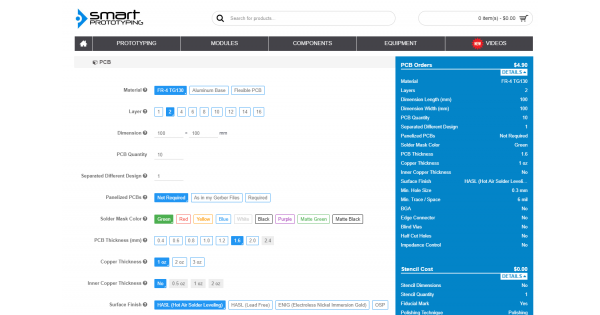 smart
PROTOTYPING
Search for products..
0 item(s) - $0.00
PROTOTYPING MODULES COMPONENTS EQUIPMENT VIDEOS
PCB
Material FR-4 TG130 Aluminum Base Flexible PCB
Layer 1 2 4 6 8 10 12 14 16
Dimension 100 × 100 mm
PCB Quantity 10
Separated Different Design 1
Panelized PCBs Not Required As in my Gerber Files Required
Solder Mask Color Green Red Yellow Blue White Black Purple Matte Green Matte Black
PCB Thickness (mm) 0.4 0.6 0.8 1.0 1.2 1.6 2.0 2.4
Copper Thickness 1 oz 2 oz 3 oz
Inner Copper Thickness No 0.5 oz 1 oz 2 oz
Surface Finish HASL (Hot Air Solder Leveling) HASL (Lead Free) ENIG (Electroless Nickel Immersion Gold) OSP
PCB Orders $4.90
DETAILS
Material FR-4 TG130
Layers 2
Dimension Length (mm) 100
Dimension Width (mm) 100
PCB Quantity 10
Separated Different Design 1
Panelized PCBs Not Required
Solder Mask Color Green
PCB Thickness 1.6
Copper Thickness 1 oz
Inner Copper Thickness No
Surface Finish HASL (Hot Air Solder Leveli...
Min. Hole Size 0.3 mm
Min. Trace / Space 6 mil
BGA No
Edge Connector No
Blind Vias No
Half Cut Holes No
Impedance Control No
Stencil Cost $0.00
DETAILS
Stencil Dimensions No
Stencil Quantity 1
Fiducial Mark Yes
Polishing Technique Polishing